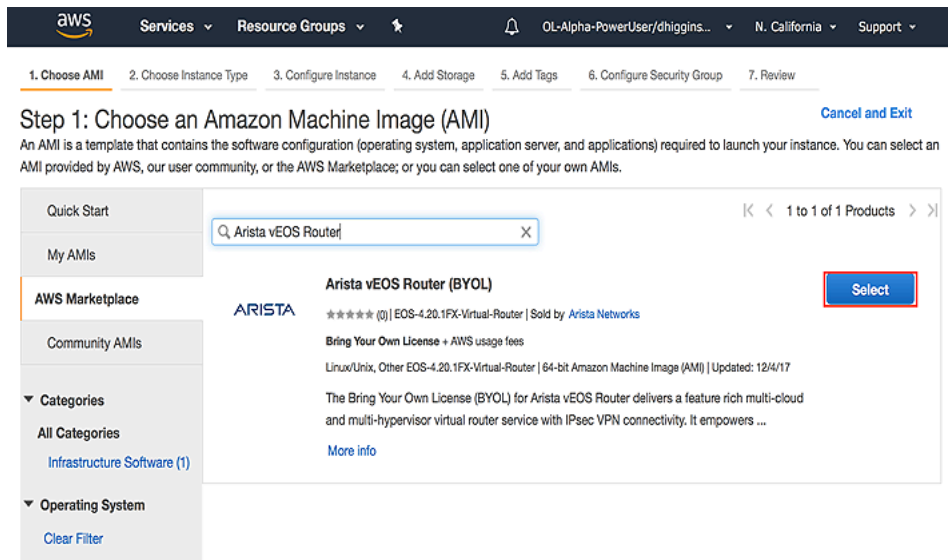 aws Services Resource Groups OL-Alpha-PowerUser/dhiggins... N. California Support
1. Choose AMI 2. Choose Instance Type 3. Configure Instance 4. Add Storage 5. Add Tags 6. Configure Security Group 7. Review
Step 1: Choose an Amazon Machine Image (AMI)
Cancel and Exit
An AMI is a template that contains the software configuration (operating system, application server, and applications) required to launch your instance. You can select an
AMI provided by AWS, our user community, or the AWS Marketplace; or you can select one of your own AMIs.
Quick Start
My AMIs
AWS Marketplace
Community AMIs
Categories
All Categories
Infrastructure Software (1)
Operating System
Clear Filter
1 to 1 of 1 Products
Arista vEOS Router
ARISTA
Arista vEOS Router (BYOL)
Select
(0) | EOS-4.20.1FX-Virtual-Router | Sold by Arista Networks
Bring Your Own License + AWS usage fees
Linux/Unix, Other EOS-4.20.1FX-Virtual-Router | 64-bit Amazon Machine Image (AMI) | Updated: 12/4/17
The Bring Your Own License (BYOL) for Arista vEOS Router delivers a feature rich multi-cloud
and multi-hypervisor virtual router service with IPsec VPN connectivity. It empowers ...
More info